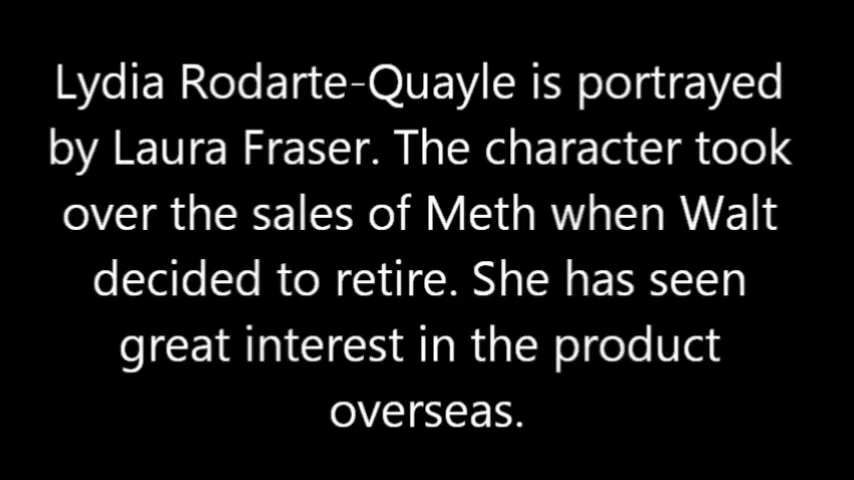 Lydia Rodarte-Quayle is portrayed
by Laura Fraser. The character took
over the sales of Meth when Walt
decided to retire. She has seen
great interest in the product
overseas.